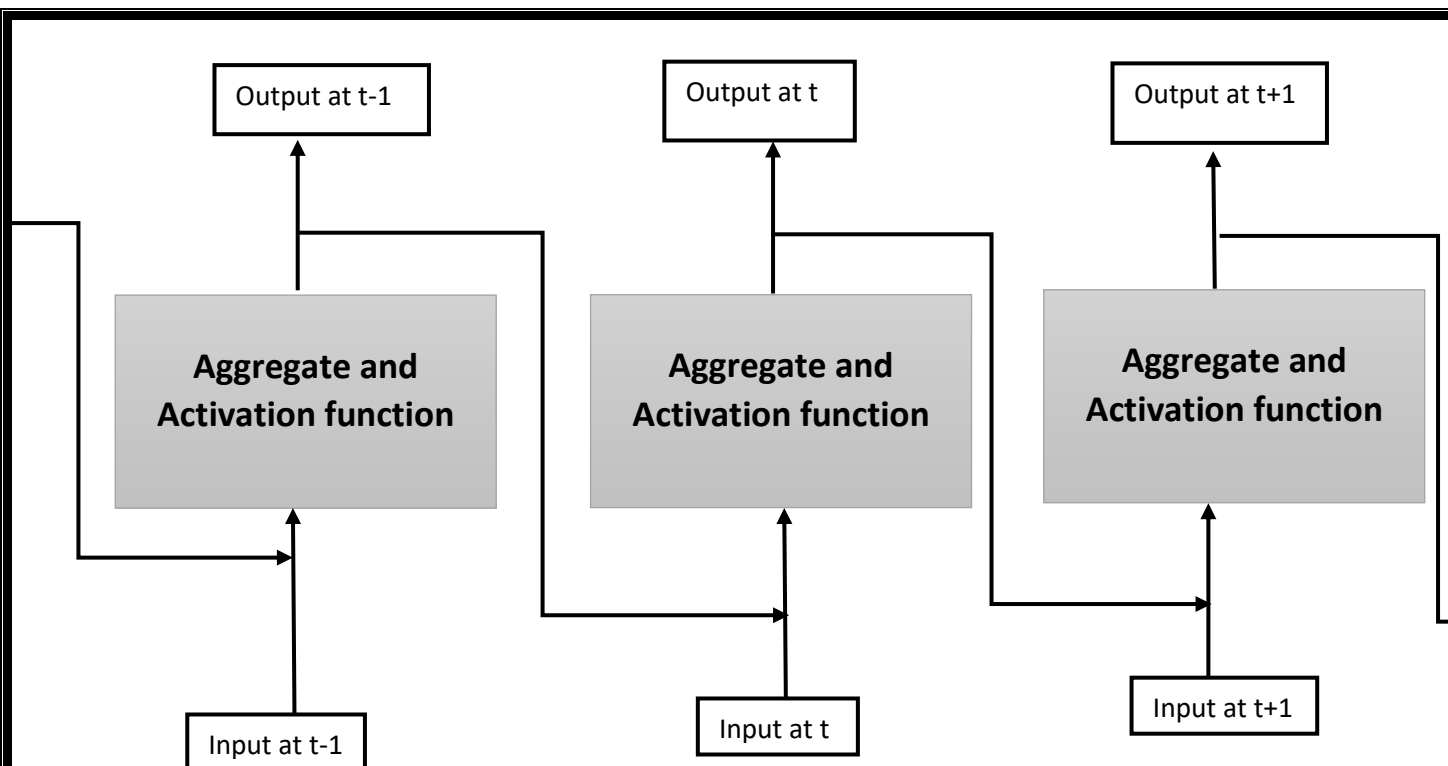 Output at t-1
Output at t
Output at t+1
Aggregate and
Activation function
Aggregate and
Activation function
Aggregate and
Activation function
Input at t-1
Input at t
Input at t+1